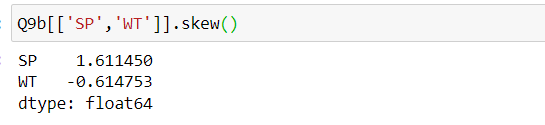 Q9b[['SP','WT']].skew()
SP    1.611450
WT   -0.614753
dtype: float64